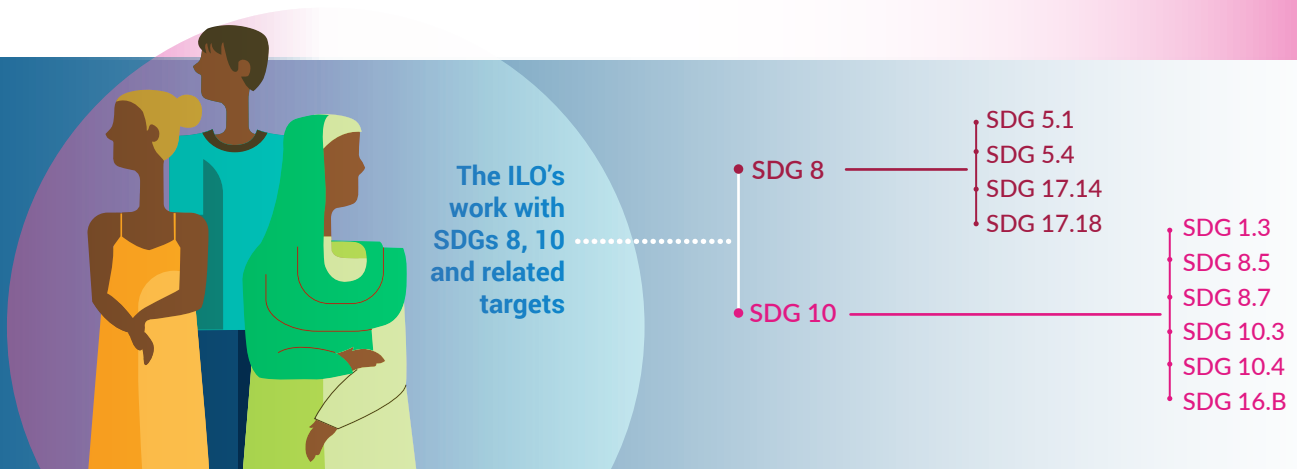 The ILO's
work with
SDGs 8, 10
and related
targets
SDG 8
SDG 5.1
SDG 5.4
SDG 17.14
SDG 17.18
SDG 10
SDG 1.3
SDG 8.5
SDG 8.7
SDG 10.3
SDG 10.4
SDG 16.B